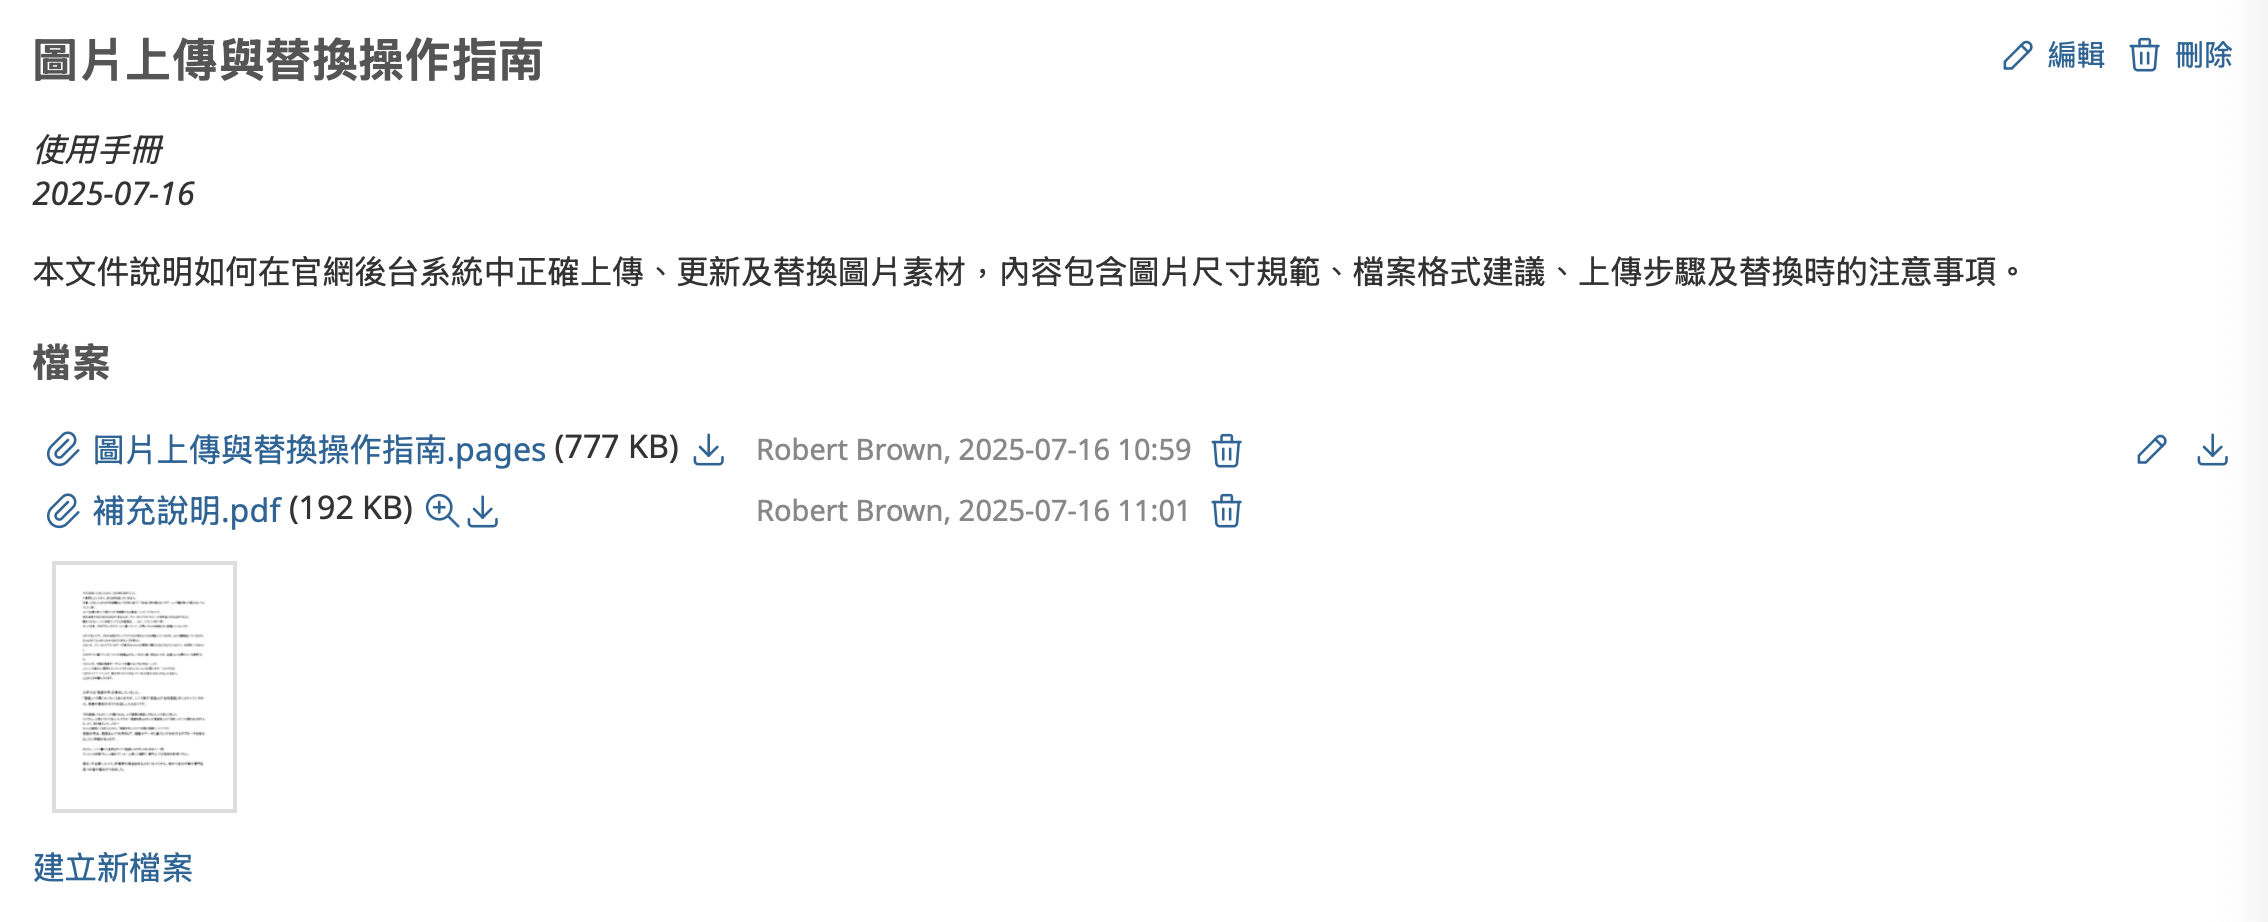 圖片上傳與替換操作指南
編輯 刪除
使用手冊
2025-07-16
本文件說明如何在官網後台系統中正確上傳、更新及替換圖片素材，內容包含圖片尺寸規範、檔案格式建議、上傳步驟及替換時的注意事項。
檔案
圖片上傳與替換操作指南.pages (777 KB) Robert Brown, 2025-07-16 10:59
補充說明.pdf (192 KB) Robert Brown, 2025-07-16 11:01
建立新檔案